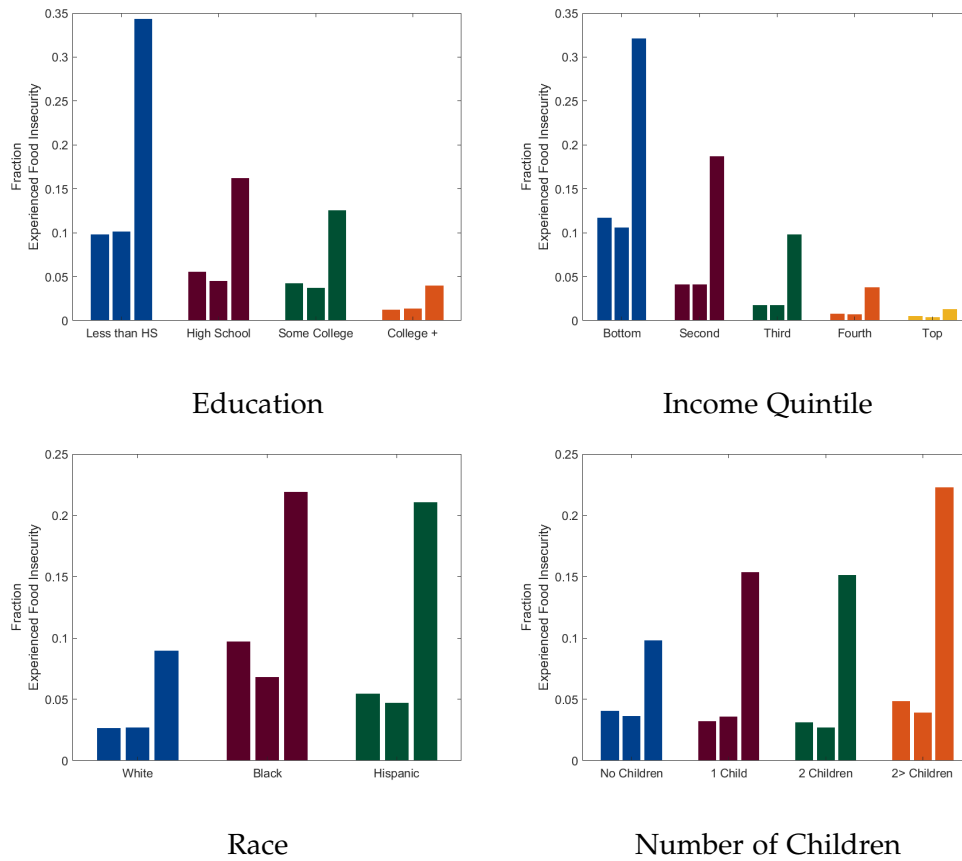 0.35
0.3
0.25
0.2
0.15
0.1
0.05
0
Fraction
Experienced Food Insecurity
Less than HS High School Some College College +
Education
0.35
0.3
0.25
0.2
0.15
0.1
0.05
0
Fraction
Experienced Food Insecurity
Bottom Second Third Fourth Top
Income Quintile
0.25
0.2
0.15
0.1
0.05
0
Fraction
Experienced Food Insecurity
White Black Hispanic
Race
0.25
0.2
0.15
0.1
0.05
0
Fraction
Experienced Food Insecurity
No Children 1 Child 2 Children 2> Children
Number of Children